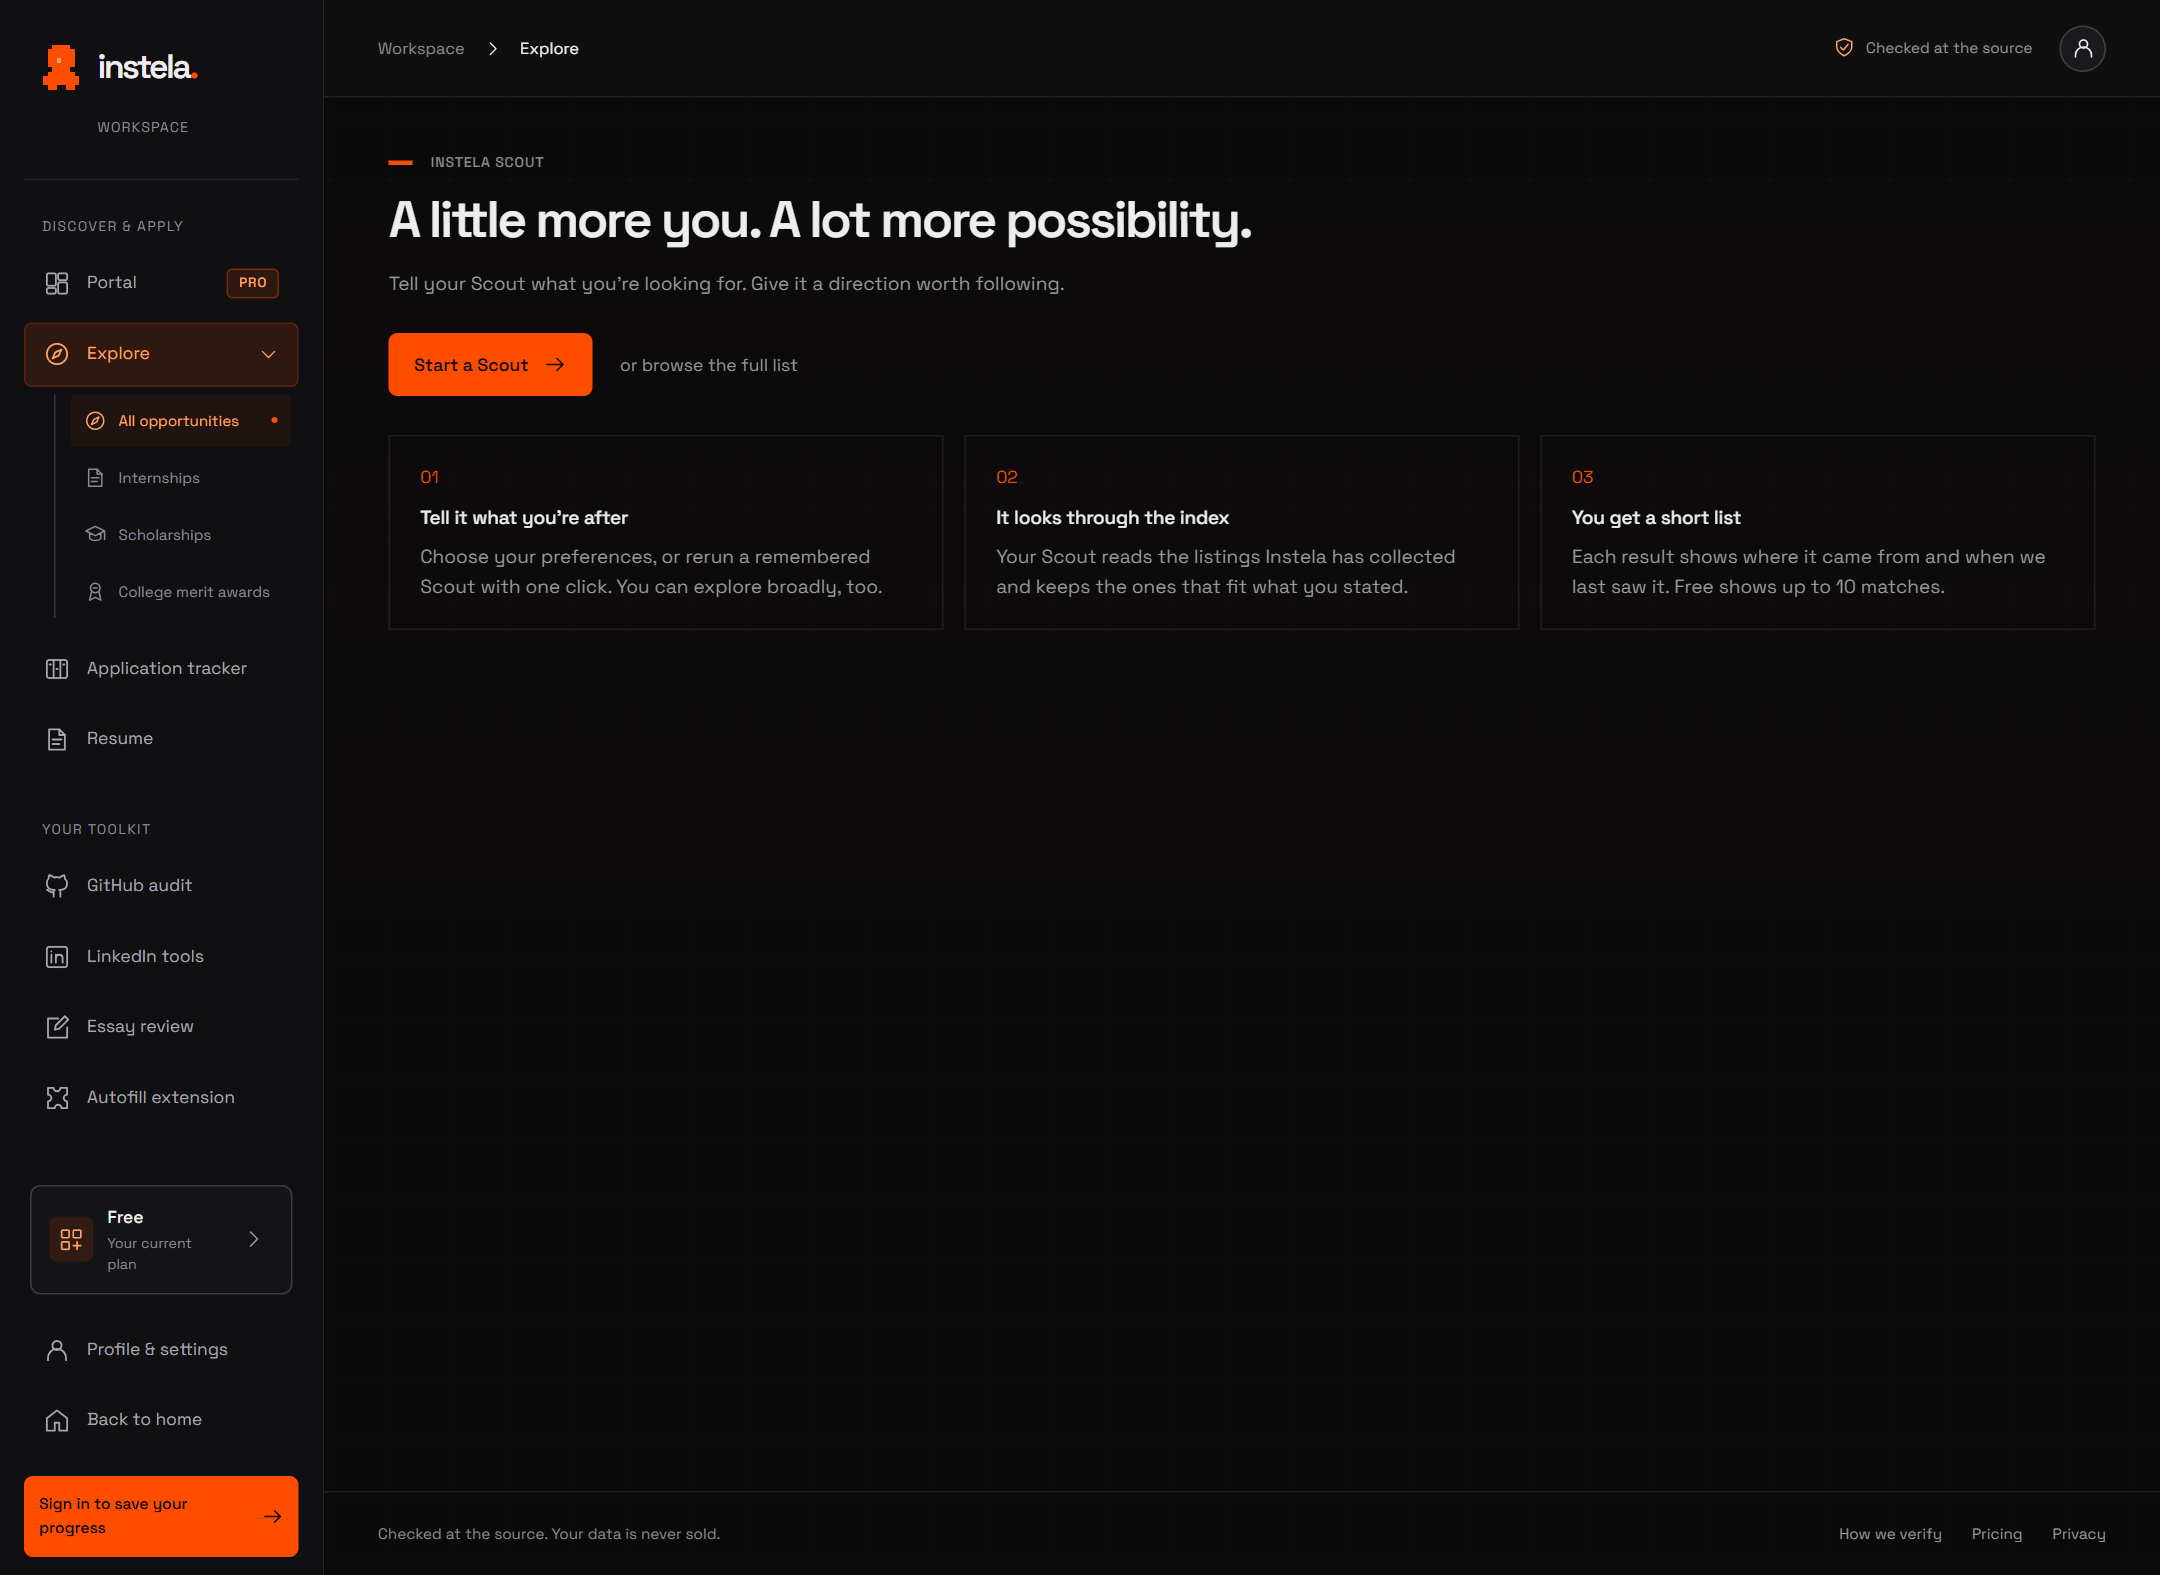 instela.
WORKSPACE
DISCOVER & APPLY
Portal
PRO
Explore
All opportunities
Internships
Scholarships
College merit awards
Application tracker
Resume
YOUR TOOLKIT
GitHub audit
LinkedIn tools
Essay review
Autofill extension
Free
Your current
plan
Profile & settings
Back to home
Sign in to save your
progress
Workspace > Explore
Checked at the source
INSTELA SCOUT
A little more you. A lot more possibility.
Tell your Scout what you’re looking for. Give it a direction worth following.
Start a Scout →
or browse the full list
01
Tell it what you’re after
Choose your preferences, or rerun a remembered
Scout with one click. You can explore broadly, too.
02
It looks through the index
Your Scout reads the listings Instela has collected
and keeps the ones that fit what you stated.
03
You get a short list
Each result shows where it came from and when we
last saw it. Free shows up to 10 matches.
Checked at the source. Your data is never sold.
How we verify
Pricing
Privacy